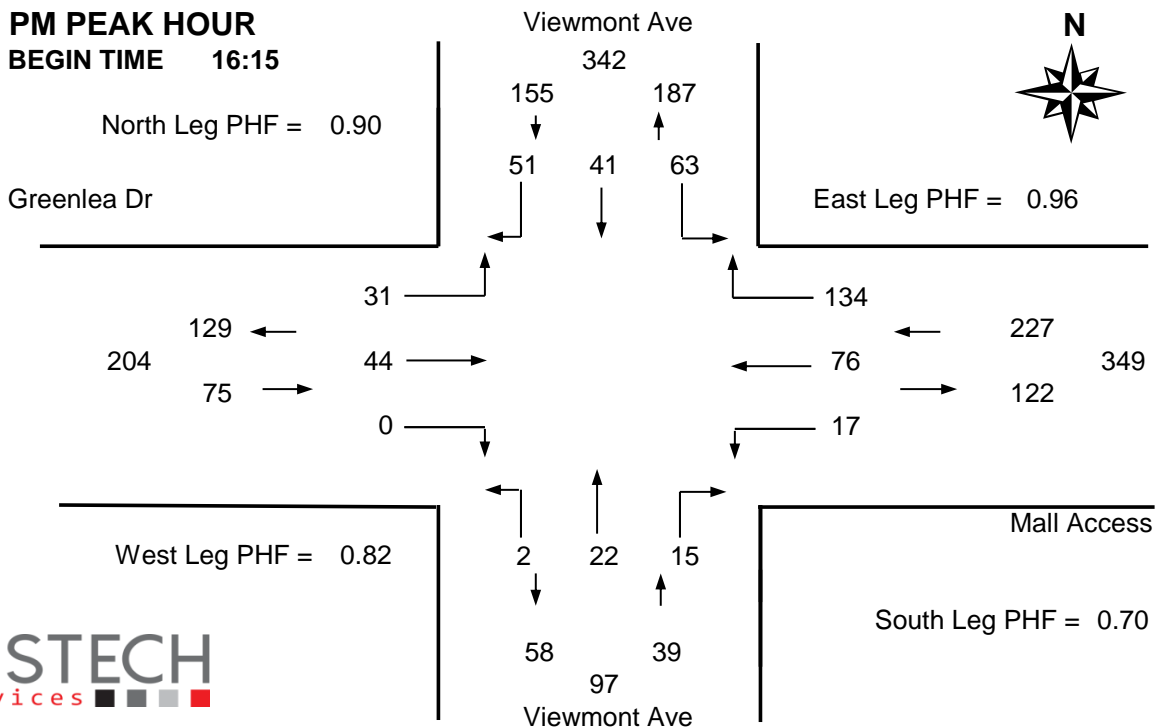 PM PEAK HOUR
BEGIN TIME 16:15
Viewmont Ave
N
342
155 187
North Leg PHF = 0.90
51 41 63
Greenlea Dr
East Leg PHF = 0.96
31 134
129 227
204 44 76 349
75 122
0 17
Mall Access
West Leg PHF = 0.82
2 22 15
South Leg PHF = 0.70
58 39
97
Viewmont Ave
STECH
vices